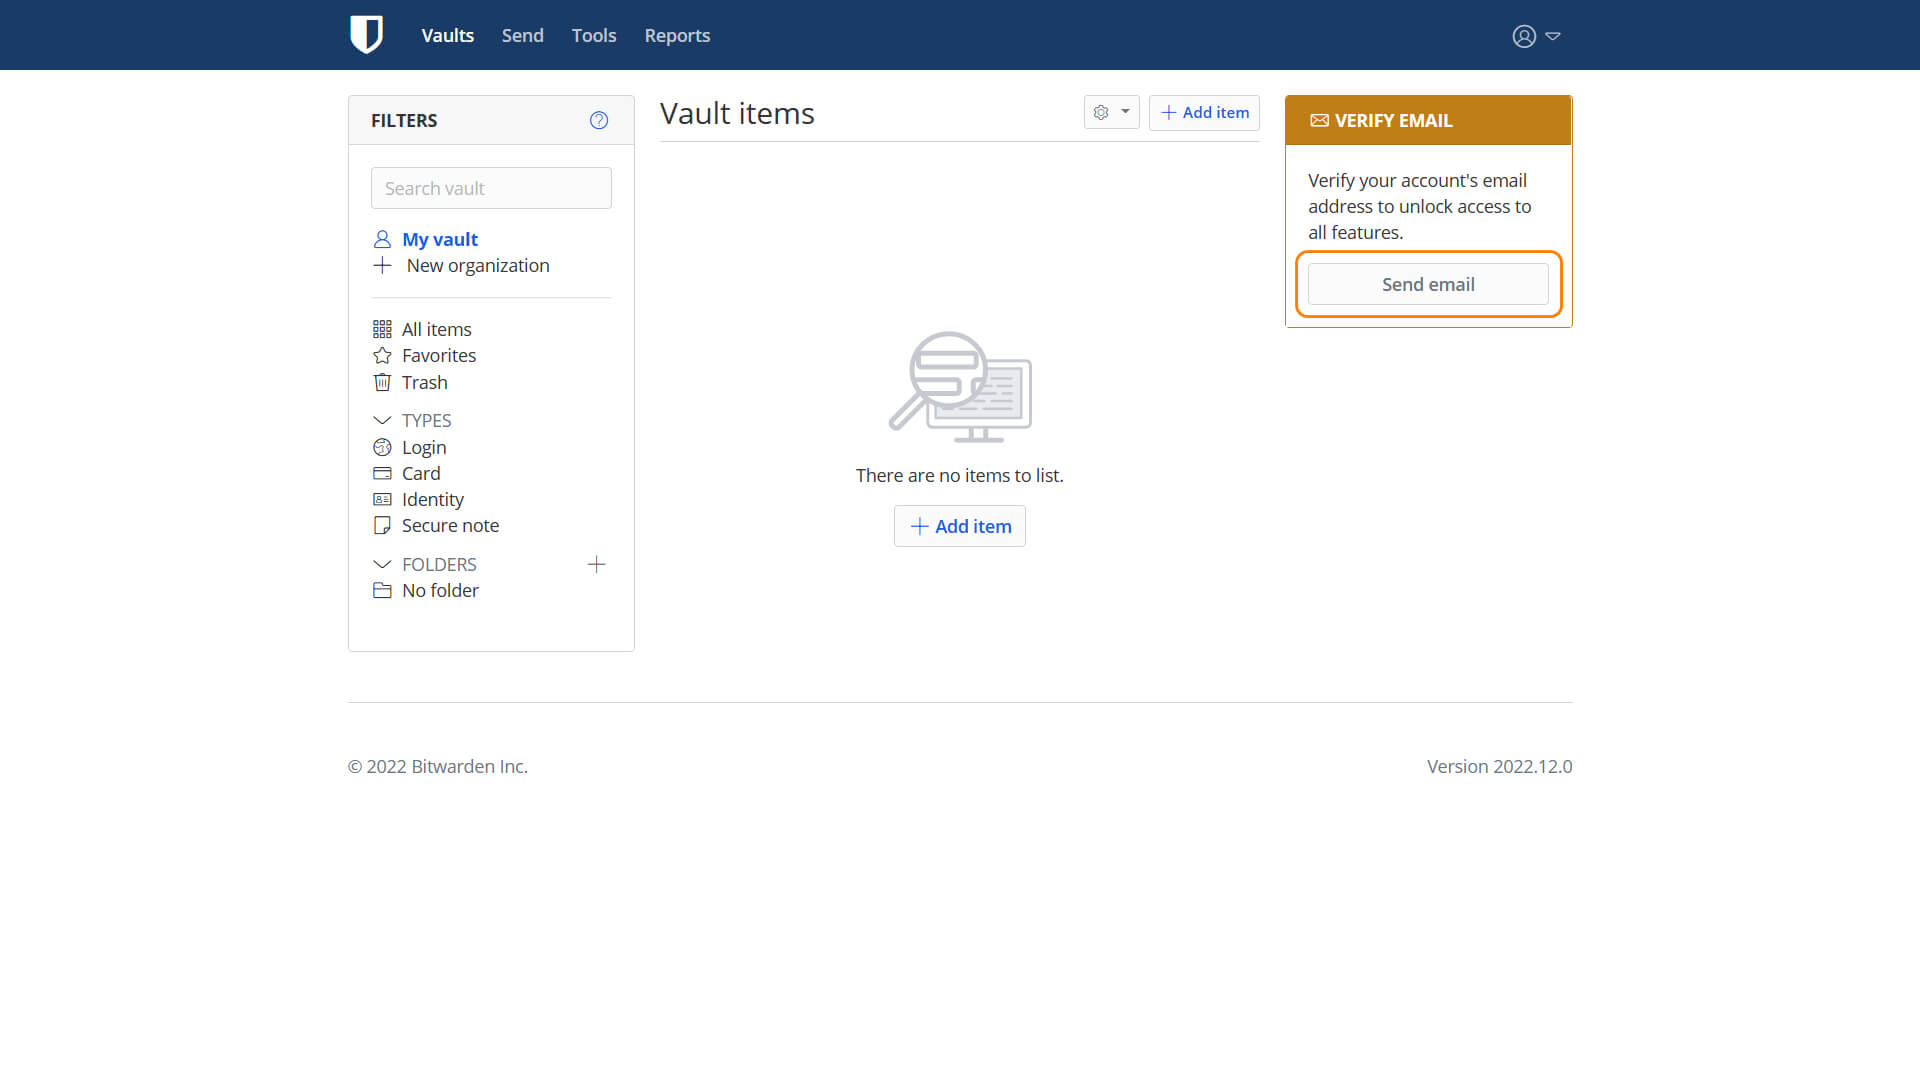 Vaults Send Tools Reports
FILTERS
Search vault
My vault
New organization
All items
Favorites
Trash
TYPES
Login
Card
Identity
Secure note
FOLDERS
No folder
Vault items
Add item
There are no items to list.
Add item
VERIFY EMAIL
Verify your account's email
address to unlock access to
all features.
Send email
© 2022 Bitwarden Inc.
Version 2022.12.0